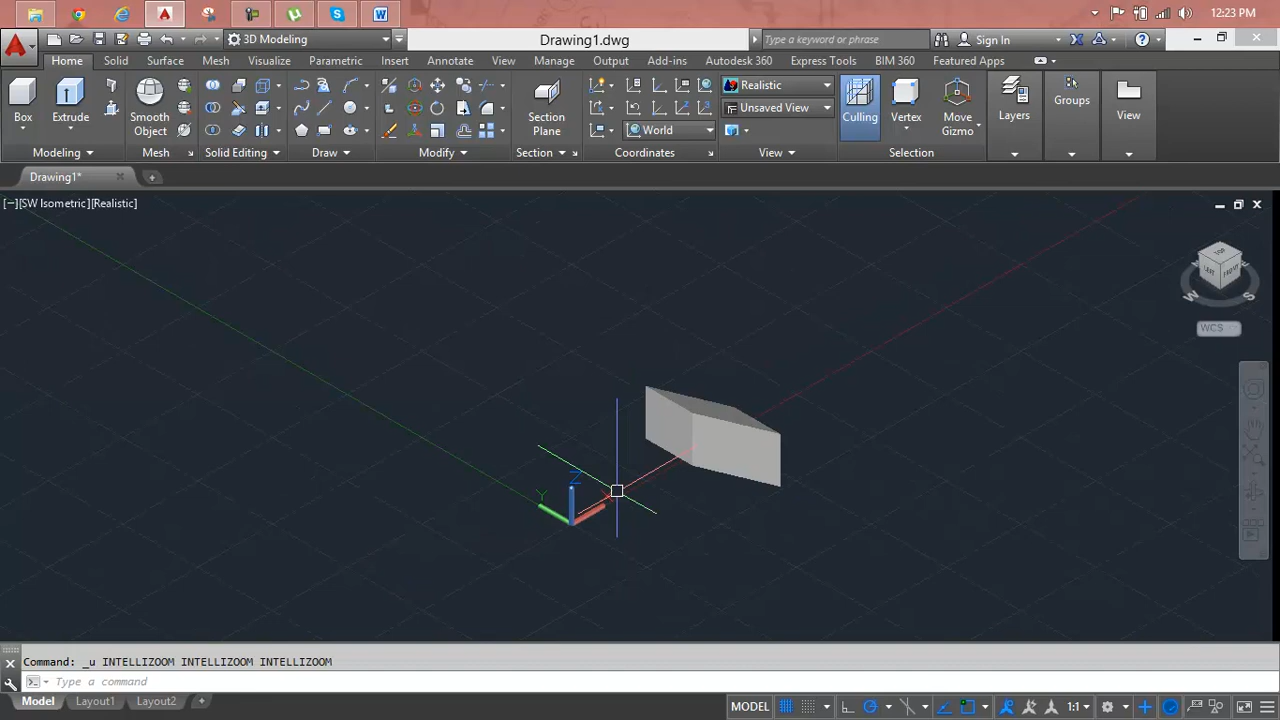 12:23 PM
3D Modeling
Drawing1.dwg
Type a keyword or phrase
Sign In
Home Solid Surface Mesh Visualize Parametric Insert Annotate View Manage Output Add-ins Autodesk 360 Express Tools BIM 360 Featured Apps
Box
Extrude
Smooth
Object
Section
Plane
Realistic
Unsaved View
World
Culling
Vertex
Move
Gizmo
Layers
Groups
View
Modeling Mesh Solid Editing Draw Modify Section Coordinates View Selection
Drawing1*
[−][SW Isometric][Realistic]
TOP
LEFT
FRONT
W
S
WCS
Z
Y
X
Command: _u INTELLIZOOM INTELLIZOOM INTELLIZOOM
Type a command
Model Layout1 Layout2
MODEL
1:1